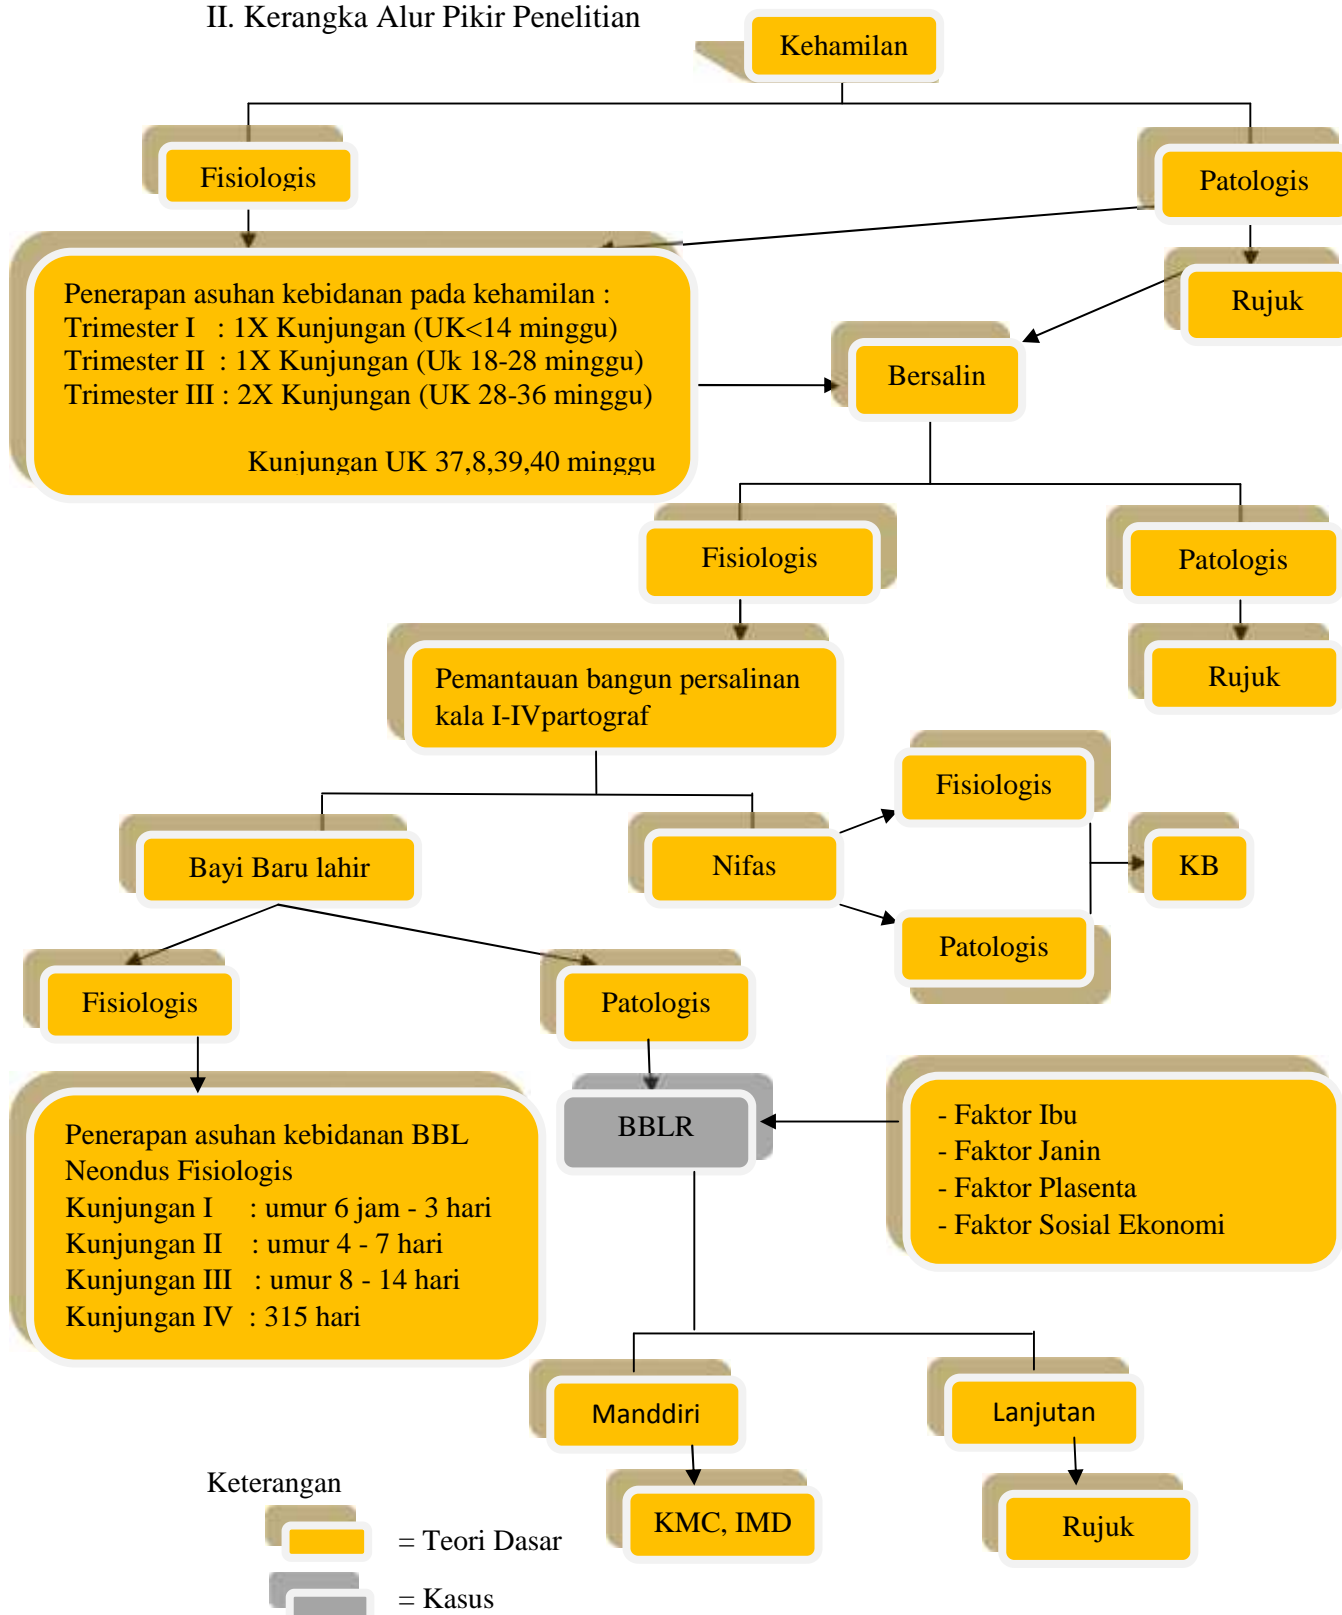 II. Kerangka Alur Pikir Penelitian
Kehamilan
Fisiologis
Patologis
Penerapan asuhan kebidanan pada kehamilan :
Trimester I : 1X Kunjungan (UK<14 minggu)
Trimester II : 1X Kunjungan (Uk 18-28 minggu)
Trimester III : 2X Kunjungan (UK 28-36 minggu)
Kunjungan UK 37,8,39,40 minggu
Rujuk
Bersalin
Fisiologis
Patologis
Pemantauan bangun persalinan
kala I-IVpartograf
Rujuk
Fisiologis
Bayi Baru lahir
Nifas
KB
Patologis
Fisiologis
Patologis
Penerapan asuhan kebidanan BBL
Neondus Fisiologis
Kunjungan I : umur 6 jam - 3 hari
Kunjungan II : umur 4 - 7 hari
Kunjungan III : umur 8 - 14 hari
Kunjungan IV : 315 hari
BBLR
- Faktor Ibu
- Faktor Janin
- Faktor Plasenta
- Faktor Sosial Ekonomi
Manddiri
Lanjutan
KMC, IMD
Rujuk
Keterangan
= Teori Dasar
= Kasus